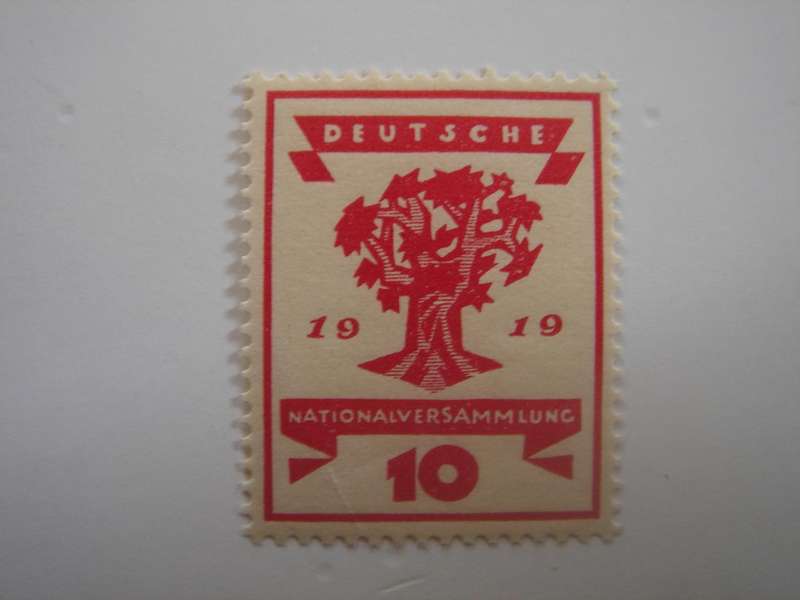 DEUTSCHE
19 19
NATIONALVERSAMMLUNG
10